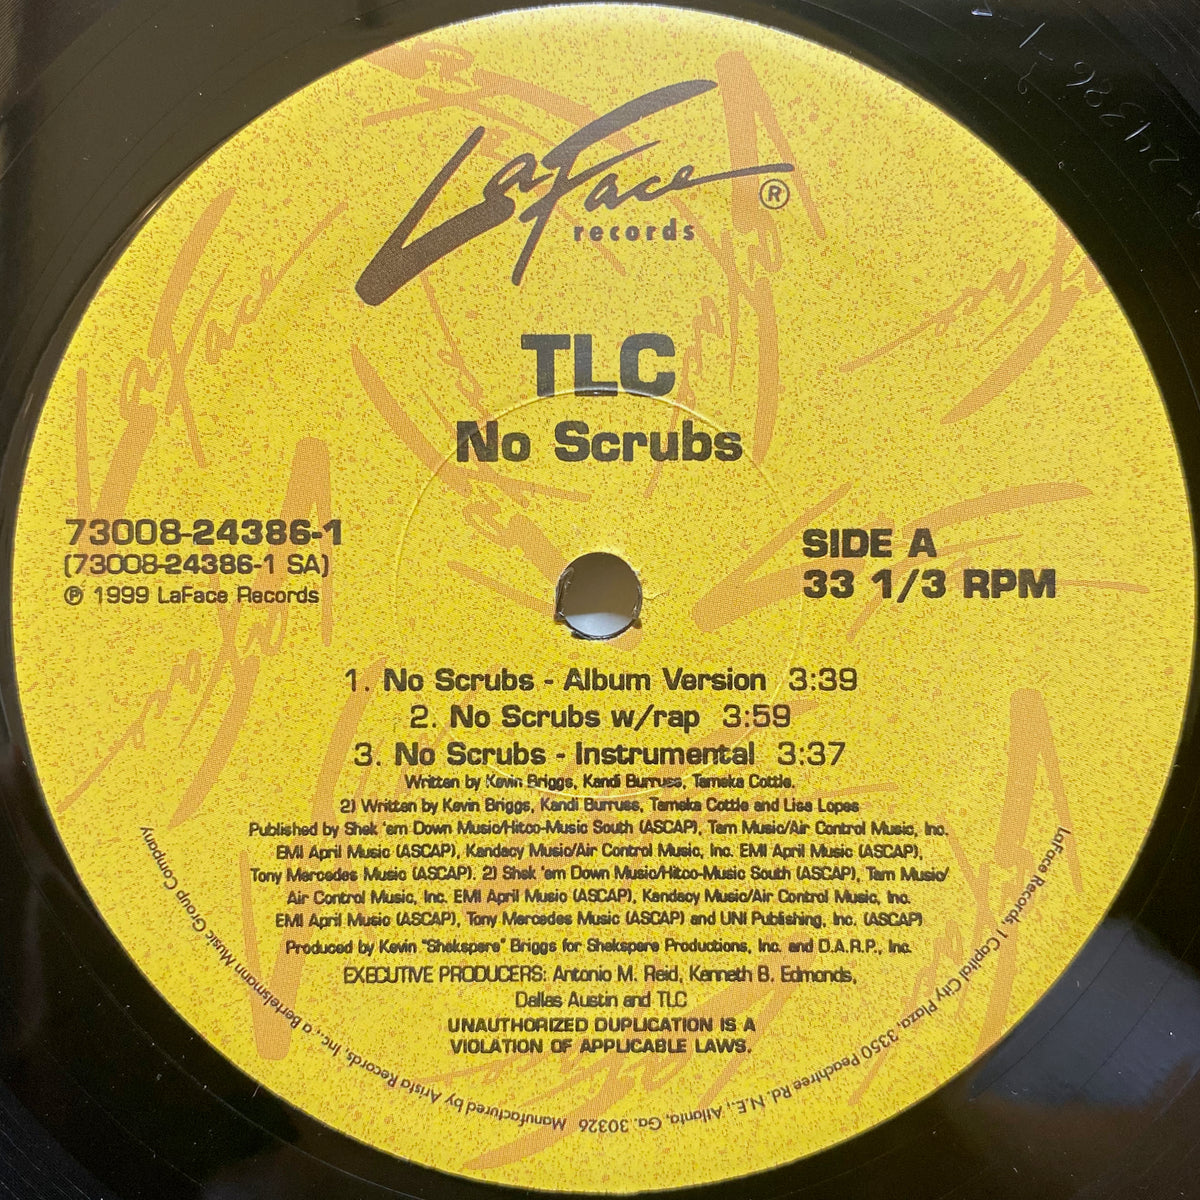 LaFace ®
records
TLC
No Scrubs
73008-24386-1
(73008-24386-1 SA)
℗ 1999 LaFace Records
SIDE A
33 1/3 RPM
1. No Scrubs - Album Version 3:39
2. No Scrubs w/rap 3:59
3. No Scrubs - Instrumental 3:37
Written by Kevin Briggs, Kandi Burruss, Tameka Cottle.
2) Written by Kevin Briggs, Kandi Burruss, Tameka Cottle and Lisa Lopes
Published by Shek 'em Down Music/Hitco-Music South (ASCAP), Tam Music/Air Control Music, Inc.
EMI April Music (ASCAP), Kandacy Music/Air Control Music, Inc. EMI April Music (ASCAP),
Tony Mercedes Music (ASCAP). 2) Shek 'em Down Music/Hitco-Music South (ASCAP), Tam Music/
Air Control Music, Inc. EMI April Music (ASCAP), Kandacy Music/Air Control Music, Inc.
EMI April Music (ASCAP), Tony Mercedes Music (ASCAP) and UNI Publishing, Inc. (ASCAP)
Produced by Kevin "Shekspere" Briggs for Shekspere Productions, Inc. and D.A.R.P., Inc.
EXECUTIVE PRODUCERS: Antonio M. Reid, Kenneth B. Edmonds,
Dallas Austin and TLC
UNAUTHORIZED DUPLICATION IS A
VIOLATION OF APPLICABLE LAWS.
LaFace Records, 1 Capital City Plaza, 3350 Peachtree Rd. N.E., Atlanta, Ga. 30326 Manufactured by Arista Records, Inc., a Bertelsmann Music Group Company